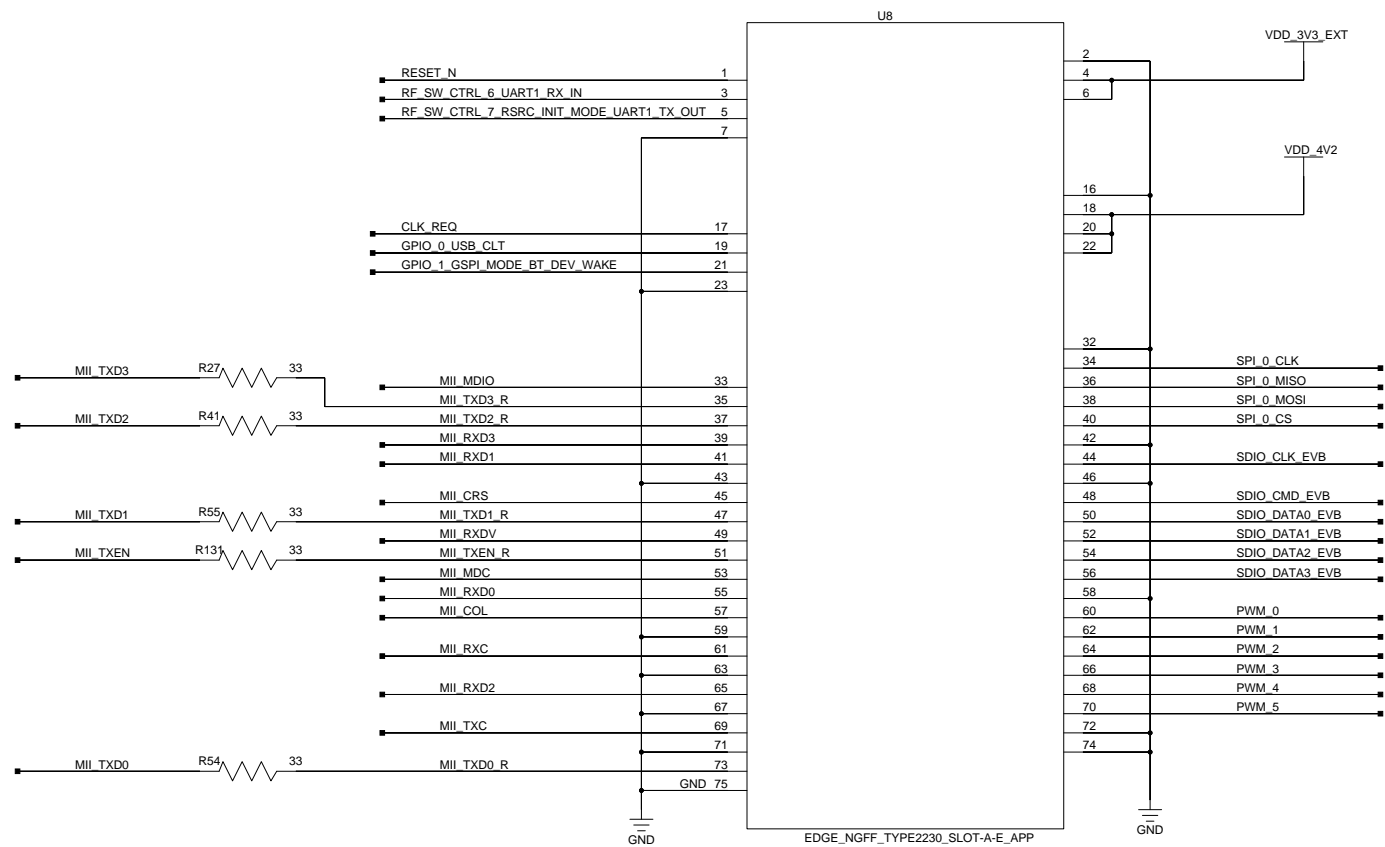 U8
VDD_3V3_EXT
2
RESET_N 1 4
RF_SW_CTRL_6_UART1_RX_IN 3 6
RF_SW_CTRL_7_RSRC_INIT_MODE_UART1_TX_OUT 5
7
VDD_4V2
16
18
CLK_REQ 17 20
GPIO_0_USB_CLT 19 22
GPIO_1_GSPI_MODE_BT_DEV_WAKE 21
23
32
MII_TXD3 R27 33 34 SPI_0_CLK
MII_MDIO 33 36 SPI_0_MISO
MII_TXD3_R 35 38 SPI_0_MOSI
MII_TXD2 R41 33 MII_TXD2_R 37 40 SPI_0_CS
MII_RXD3 39 42
MII_RXD1 41 44 SDIO_CLK_EVB
43 46
MII_CRS 45 48 SDIO_CMD_EVB
MII_TXD1 R55 33 MII_TXD1_R 47 50 SDIO_DATA0_EVB
MII_RXDV 49 52 SDIO_DATA1_EVB
MII_TXEN R131 33 MII_TXEN_R 51 54 SDIO_DATA2_EVB
MII_MDC 53 56 SDIO_DATA3_EVB
MII_RXD0 55 58
MII_COL 57 60 PWM_0
59 62 PWM_1
MII_RXC 61 64 PWM_2
63 66 PWM_3
MII_RXD2 65 68 PWM_4
67 70 PWM_5
MII_TXC 69 72
71 74
MII_TXD0 R54 33 MII_TXD0_R 73
GND 75
GND
GND
EDGE_NGFF_TYPE2230_SLOT-A-E_APP